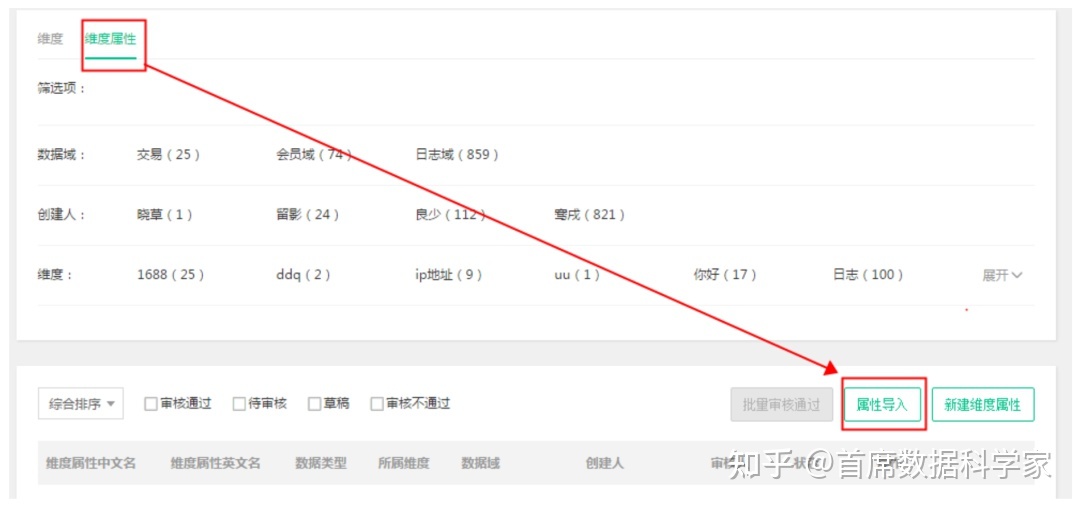 维度 维度属性
筛选项：
数据域： 交易（25） 会员域（74） 日志域（859）
创建人： 晓草（1） 留影（24） 良少（112） 骞戌（821）
维度： 1688（25） ddq（2） ip地址（9） uu（1） 你好（17） 日志（100） 展开
综合排序 审核通过 待审核 草稿 审核不通过 批量审核通过 属性导入 新建维度属性
维度属性中文名 维度属性英文名 数据类型 所属维度 数据域 创建人
知乎 @首席数据科学家